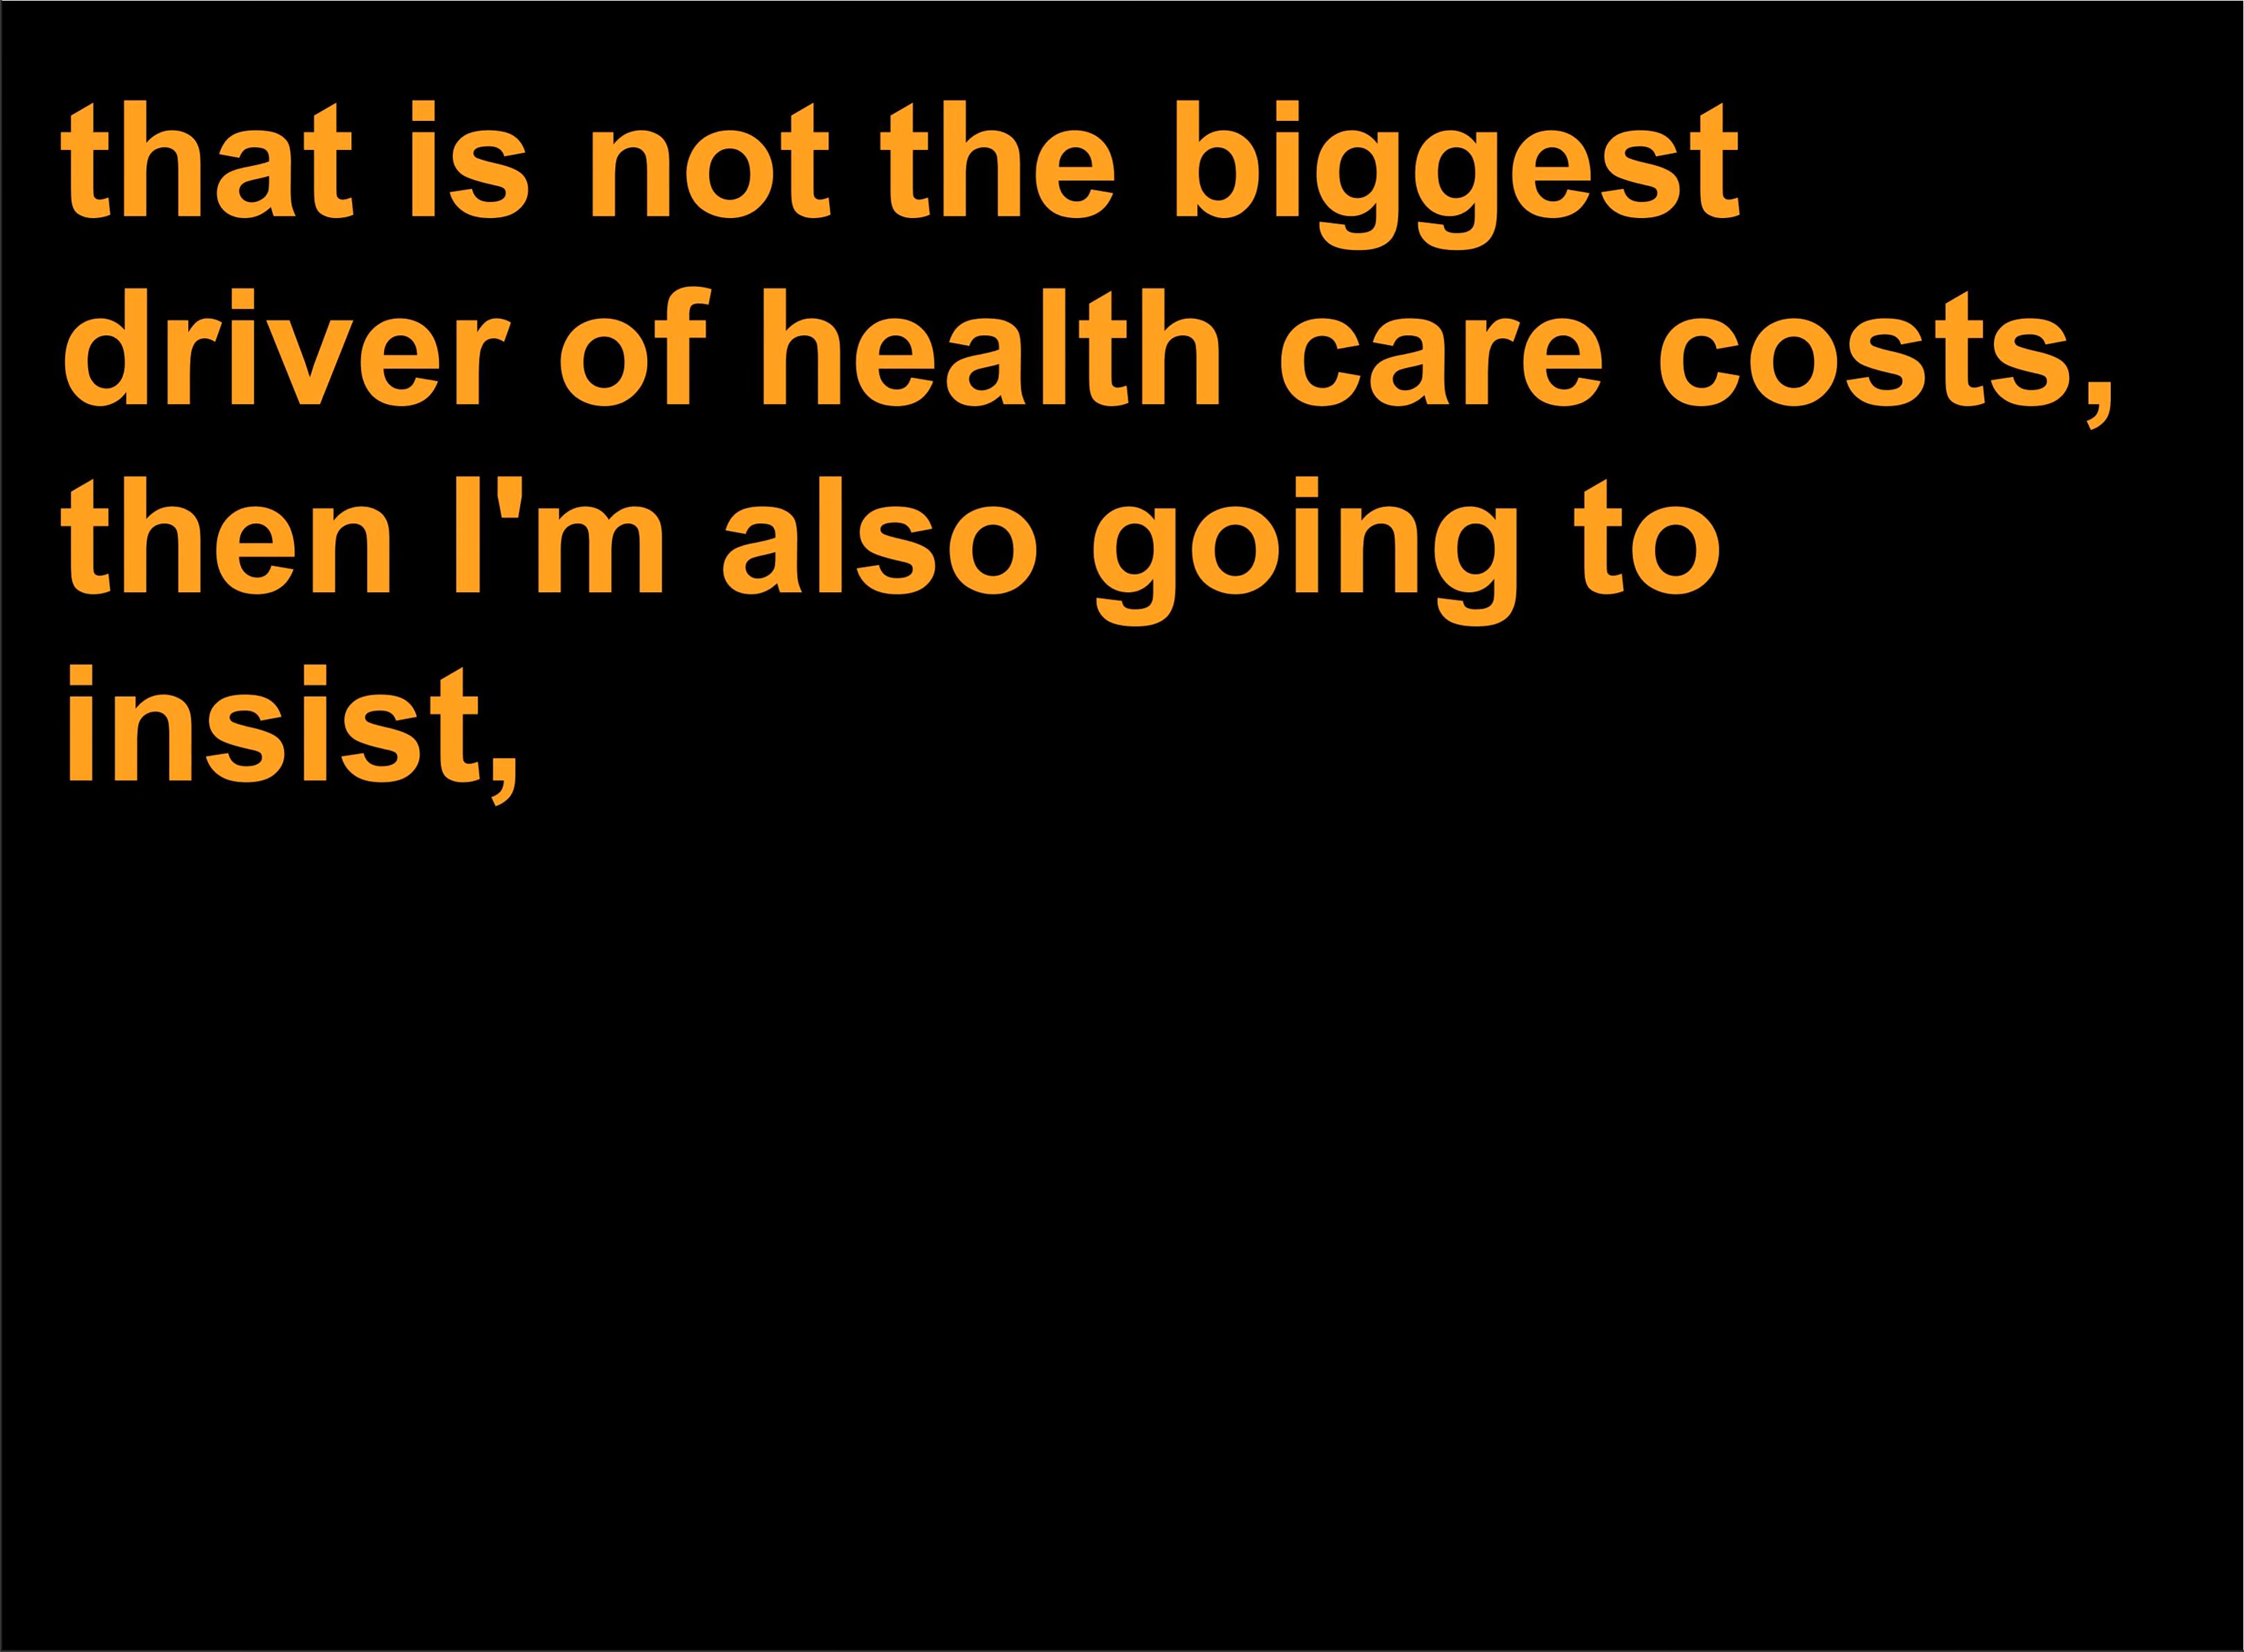 that is not the biggest
driver of health care costs,
then I'm also going to
insist,